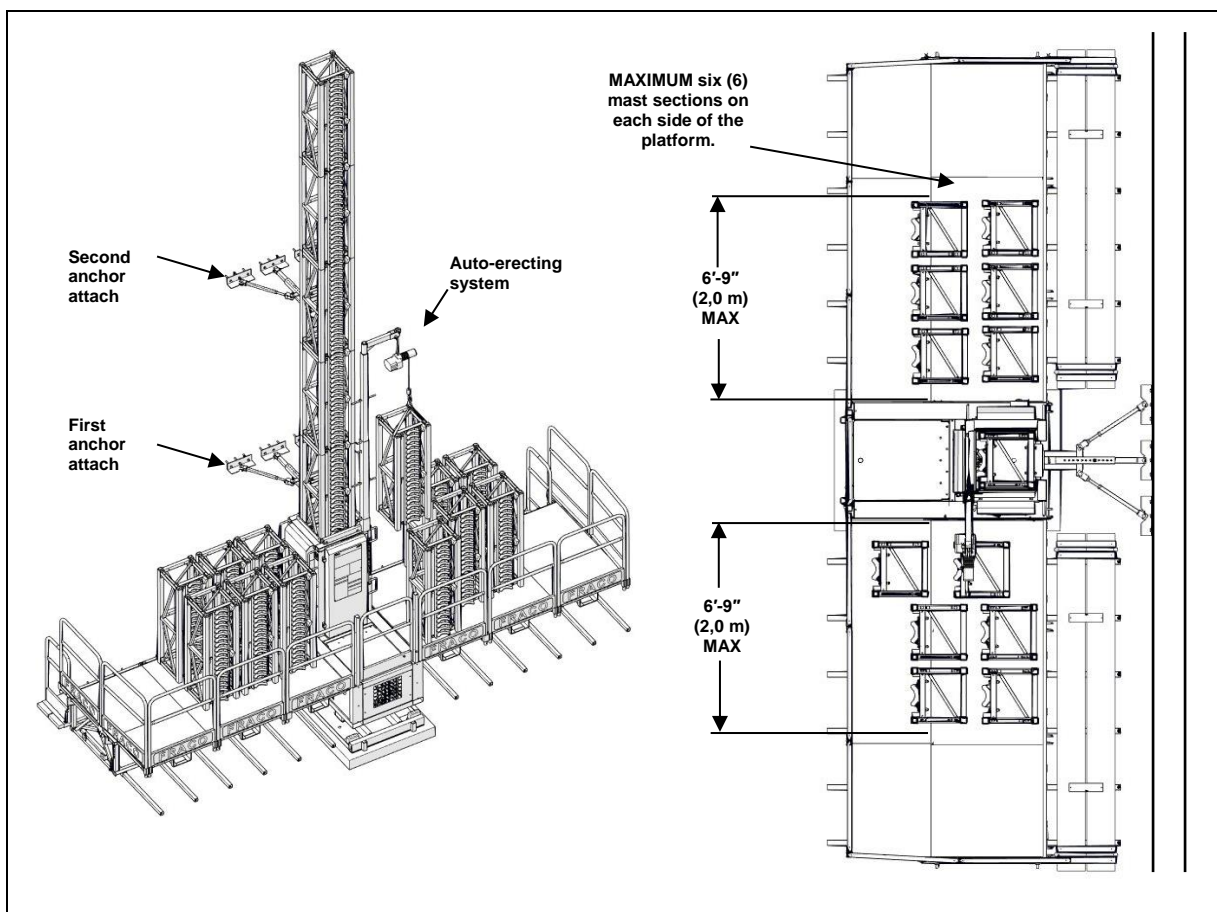 MAXIMUM six (6)
mast sections on
each side of the
platform.
Second
anchor
attach
Auto-erecting
system
6′-9″
(2,0 m)
MAX
First
anchor
attach
6′-9″
(2,0 m)
MAX
FRACO
FRACO
FRACO
FRACO
FRACO
FRACO